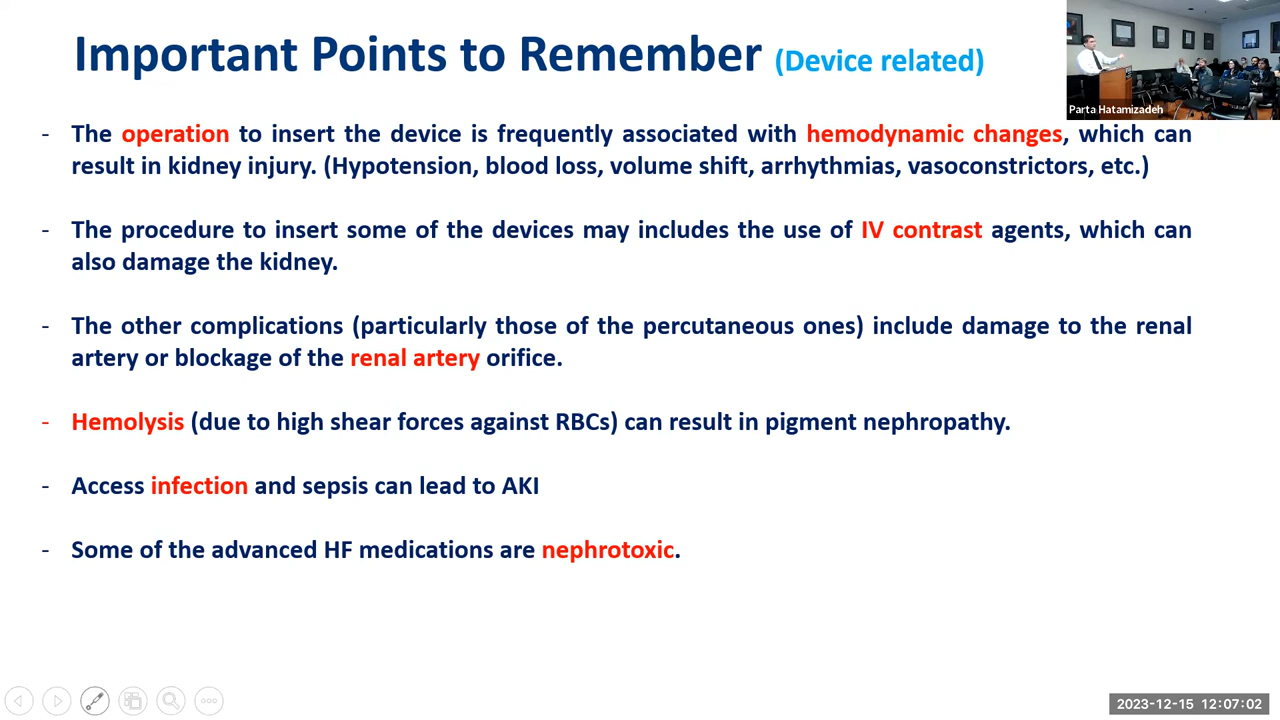 Important Points to Remember (Device related)
Parta Hatamizadeh
- The operation to insert the device is frequently associated with hemodynamic changes, which can
result in kidney injury. (Hypotension, blood loss, volume shift, arrhythmias, vasoconstrictors, etc.)
- The procedure to insert some of the devices may includes the use of IV contrast agents, which can
also damage the kidney.
- The other complications (particularly those of the percutaneous ones) include damage to the renal
artery or blockage of the renal artery orifice.
- Hemolysis (due to high shear forces against RBCs) can result in pigment nephropathy.
- Access infection and sepsis can lead to AKI
- Some of the advanced HF medications are nephrotoxic.
2023-12-15 12:07:02